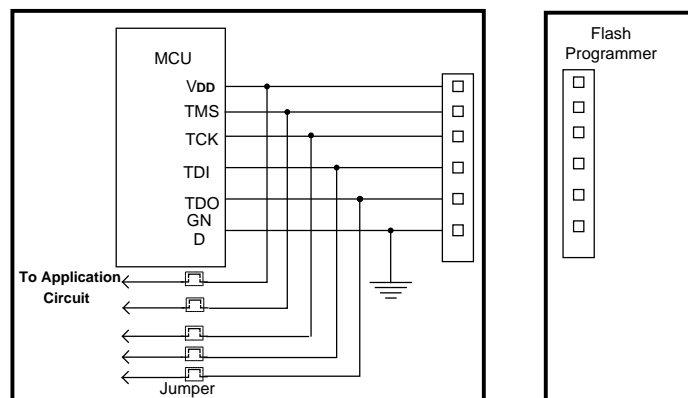 MCU
VDD
TMS
TCK
TDI
TDO
GN
D
To Application
Circuit
Jumper
Flash
Programmer